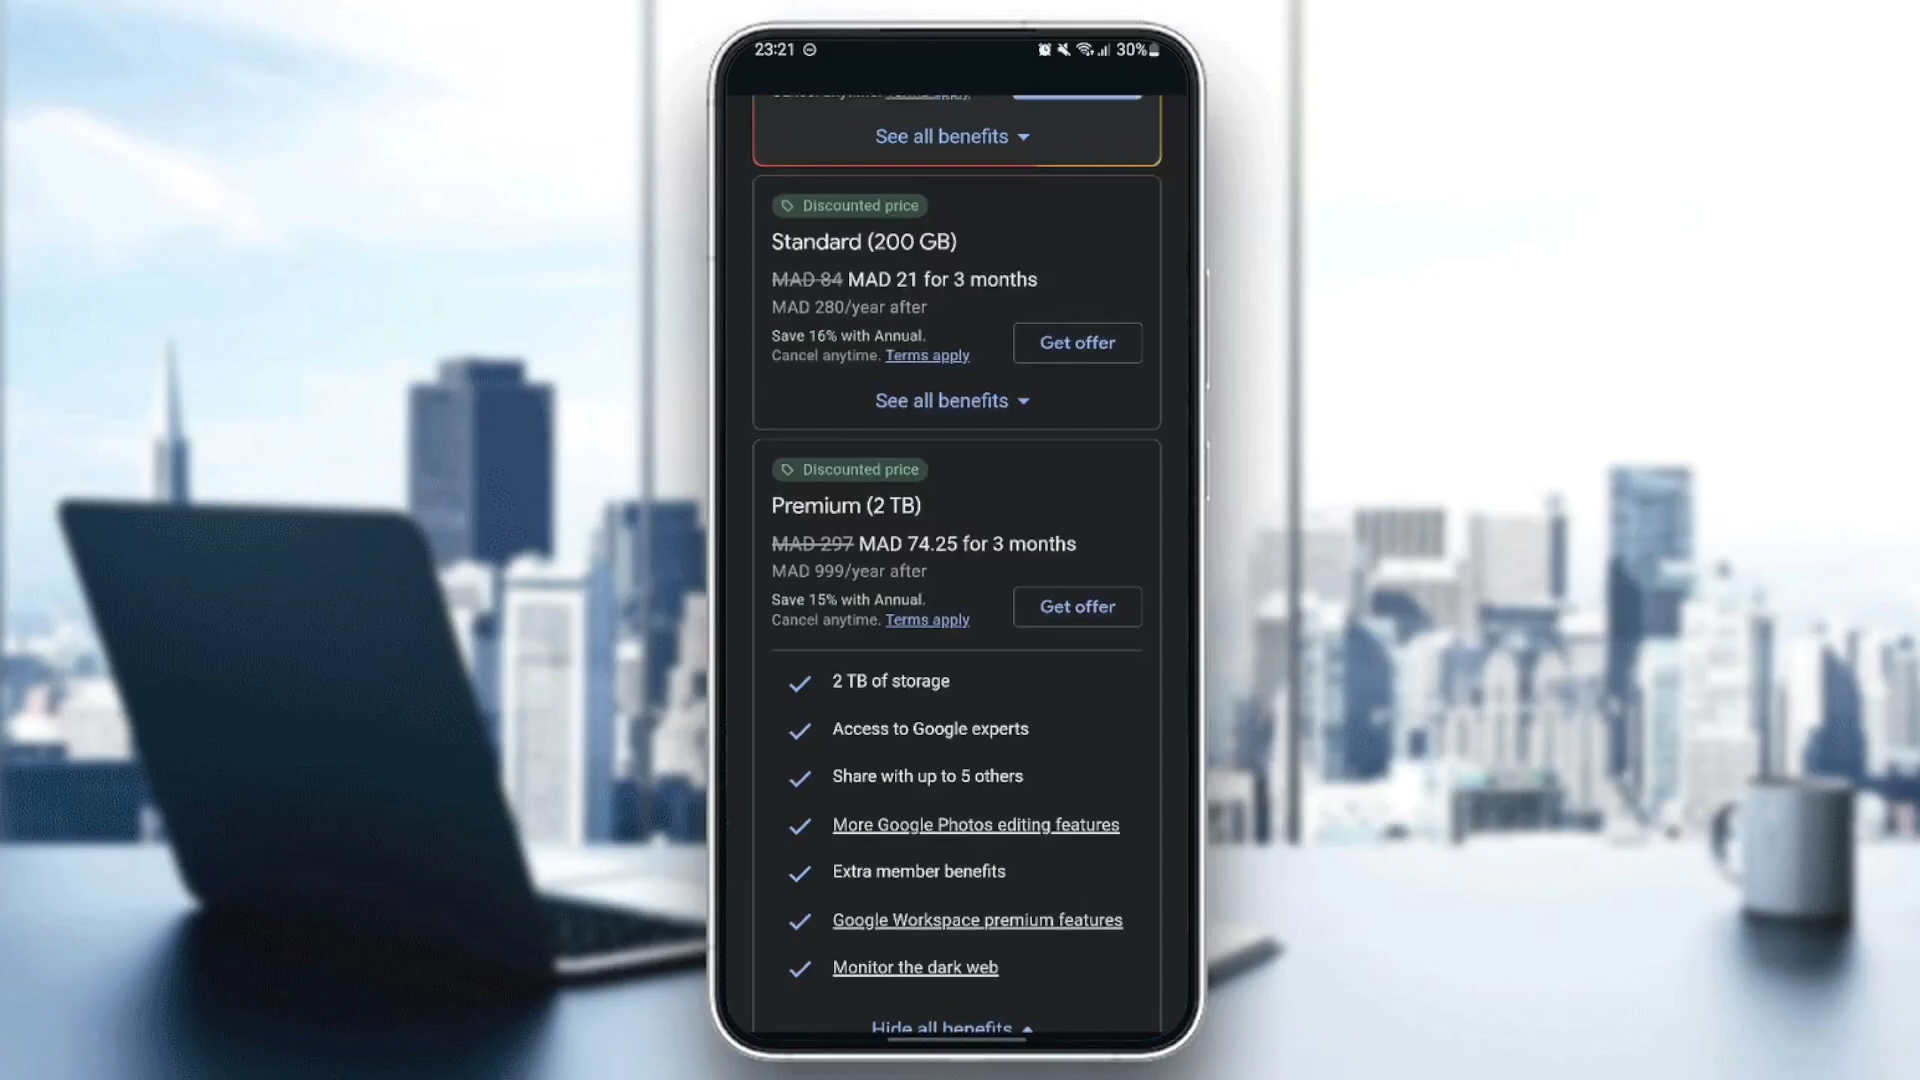 23:21
30%
Terms apply
See all benefits
Discounted price
Standard (200 GB)
MAD 84 MAD 21 for 3 months
MAD 280/year after
Save 16% with Annual.
Cancel anytime. Terms apply
Get offer
See all benefits
Discounted price
Premium (2 TB)
MAD 297 MAD 74.25 for 3 months
MAD 999/year after
Save 15% with Annual.
Cancel anytime. Terms apply
Get offer
2 TB of storage
Access to Google experts
Share with up to 5 others
More Google Photos editing features
Extra member benefits
Google Workspace premium features
Monitor the dark web
Hide all benefits